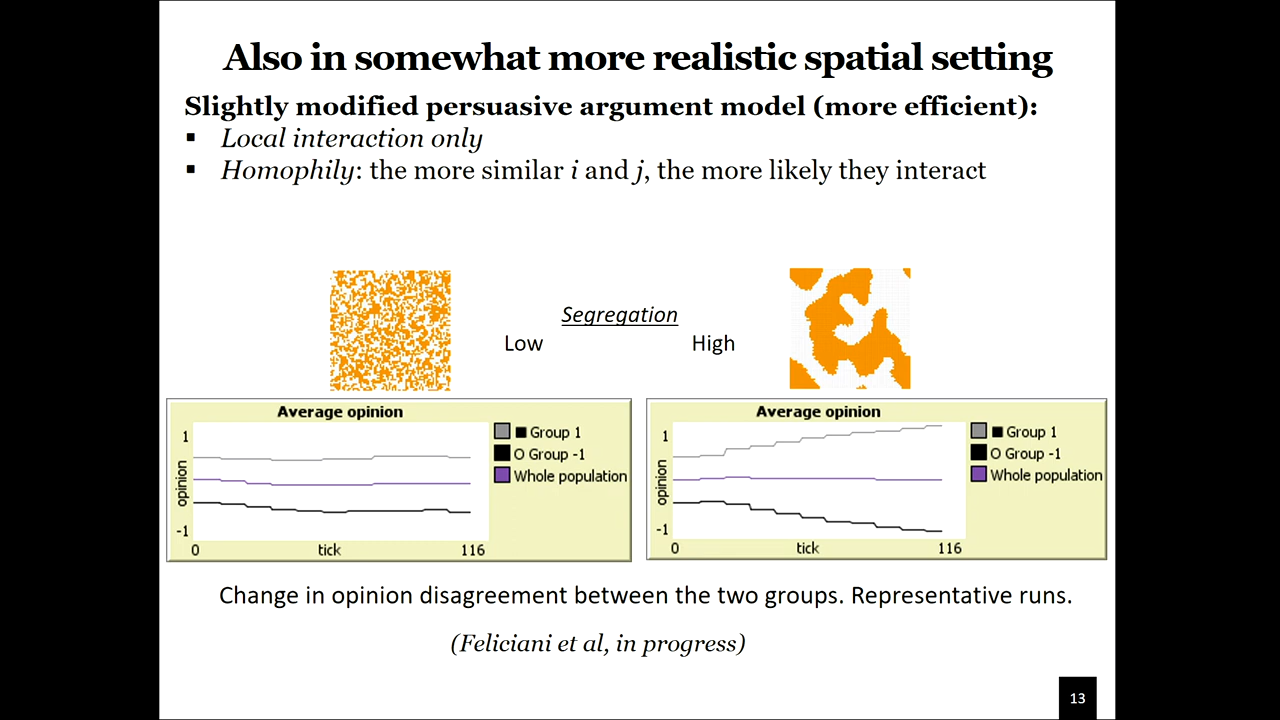 Also in somewhat more realistic spatial setting
Slightly modified persuasive argument model (more efficient):
▪ Local interaction only
▪ Homophily: the more similar i and j, the more likely they interact
Segregation
Low
High
Average opinion
1
opinion
-1
0
tick
116
■ Group 1
O Group -1
Whole population
Average opinion
1
opinion
-1
0
tick
116
■ Group 1
O Group -1
Whole population
Change in opinion disagreement between the two groups. Representative runs.
(Feliciani et al, in progress)
13